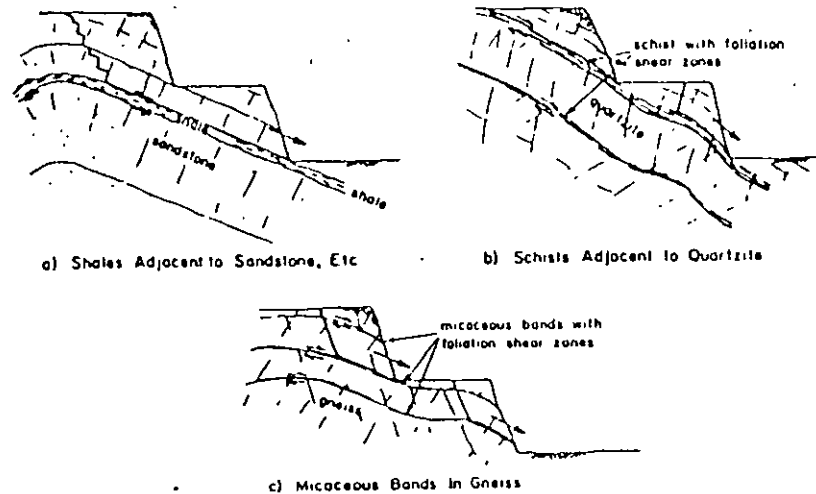 schist with foliation
shear zones
shale
sandstone
shale
quartzite
a) Shales Adjacent to Sandstone, Etc
b) Schists Adjacent to Quartzite
micaceous bands with
foliation shear zones
gneiss
c) Micaceous Bands In Gneiss